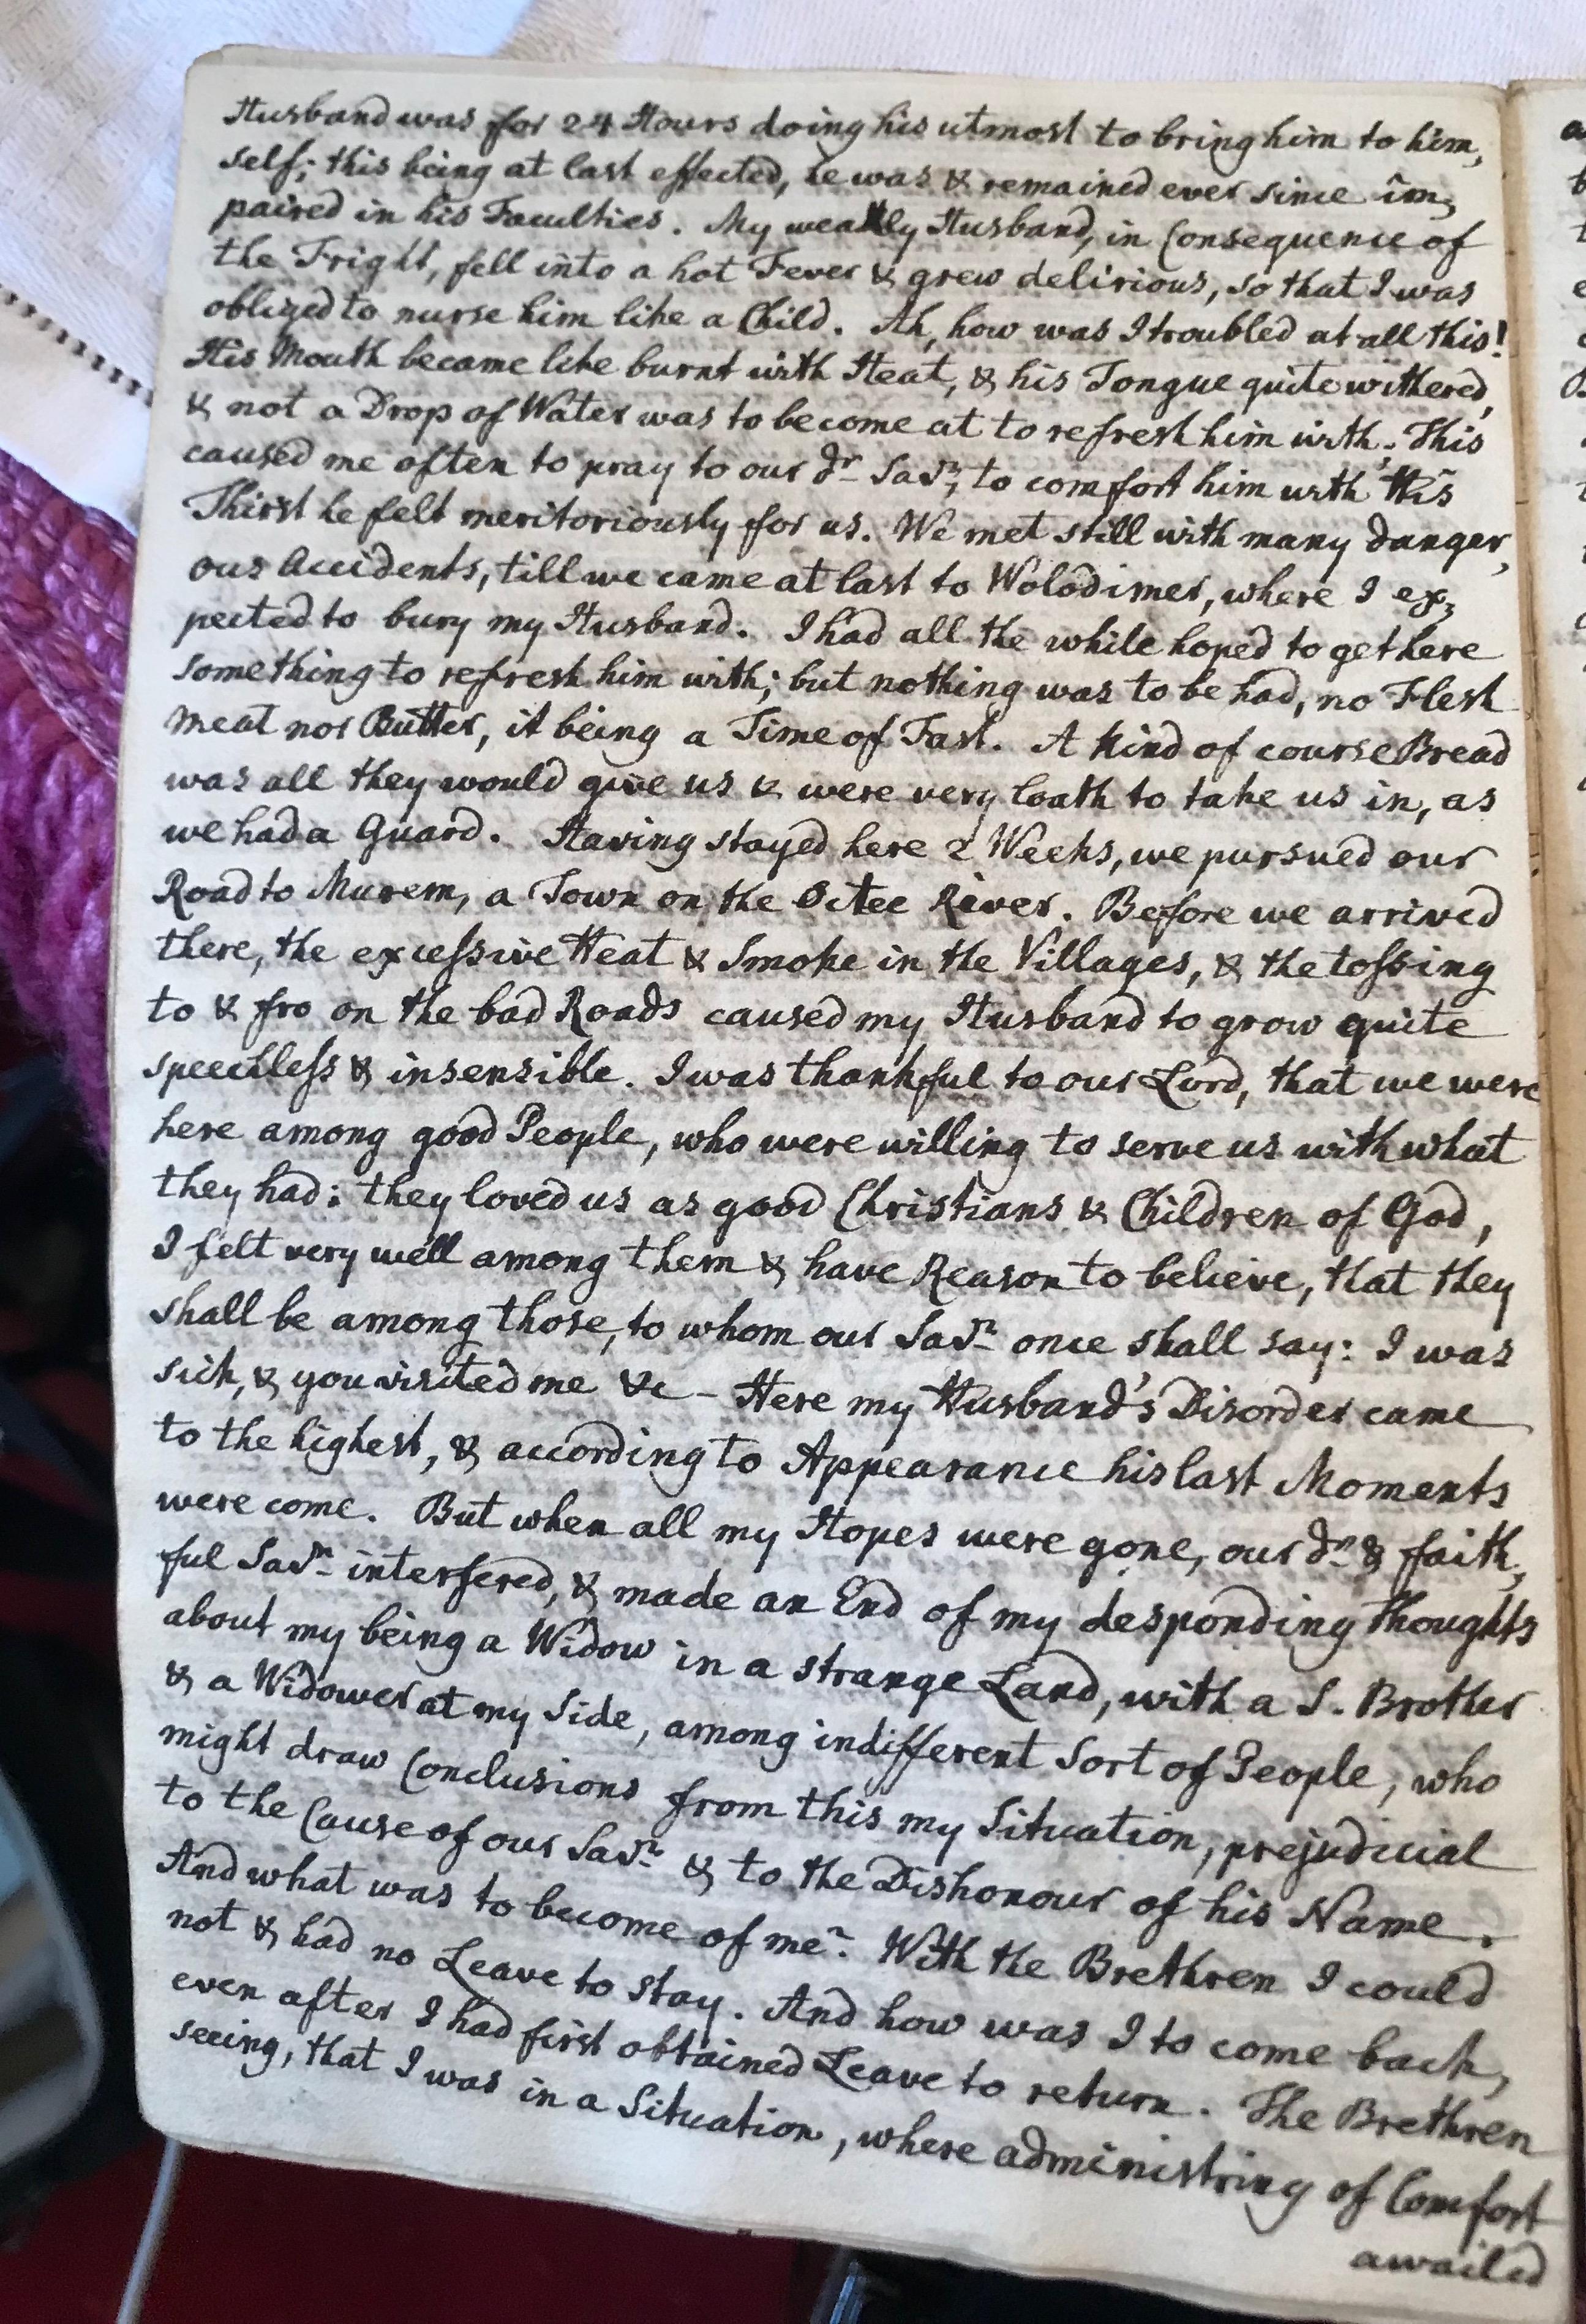 Husband was for 24 Hours doing his utmost to bring him to him,
self; this being at last effected, he was & remained ever since im,
paired in his Faculties. My weakly Husband, in Consequence of
the Fright, fell into a hot Fever & grew delirious, so that I was
obliged to nurse him like a Child. Ah, how was I troubled at all this!
His Mouth became like burnt with Heat, & his Tongue quite withered,
& not a Drop of Water was to be come at to refresh him with. This
caused me often to pray to our dr Savr, to comfort him with this
Thirst he felt meritoriously for us. We met still with many danger,
ous Accidents, till we came at last to Wolodimer, where I ex,
pected to bury my Husband. I had all the while hoped to get here
something to refresh him with; but nothing was to be had, no Flesh
meat nor Butter, it being a Time of Fast. A Kind of course Bread
was all they would give us & were very loath to take us in, as
we had a Guard. Having stayed here 2 Weeks, we pursued our
Road to Murem, a Town on the Octee River. Before we arrived
there, the excessive Heat & Smoke in the Villages, & the tossing
to & fro on the bad Roads caused my Husband to grow quite
speechless & insensible. I was thankful to our Lord, that we were
here among good People, who were willing to serve us with what
they had; they loved us as good Christians & Children of God,
I felt very well among them & have Reason to believe, that they
shall be among those, to whom our Savr once shall say: I was
sick, & you visited me &c - Here my Husband's Disorder came
to the highest, & according to Appearance his last Moments
were come. But when all my Hopes were gone, our dr & faith,
ful Savr interfered, & made an End of my desponding thoughts
about my being a Widow in a strange Land, with a S. Brother
& a Widower at my Side, among indifferent Sort of People, who
might draw Conclusions from this my Situation, prejudicial
to the Cause of our Savr & to the Dishonour of his Name.
And what was to become of me? With the Brethren I could
not & had no Leave to stay. And how was I to come back,
even after I had first obtained Leave to return. The Brethren
seeing, that I was in a Situation, where administring of Comfort
availed